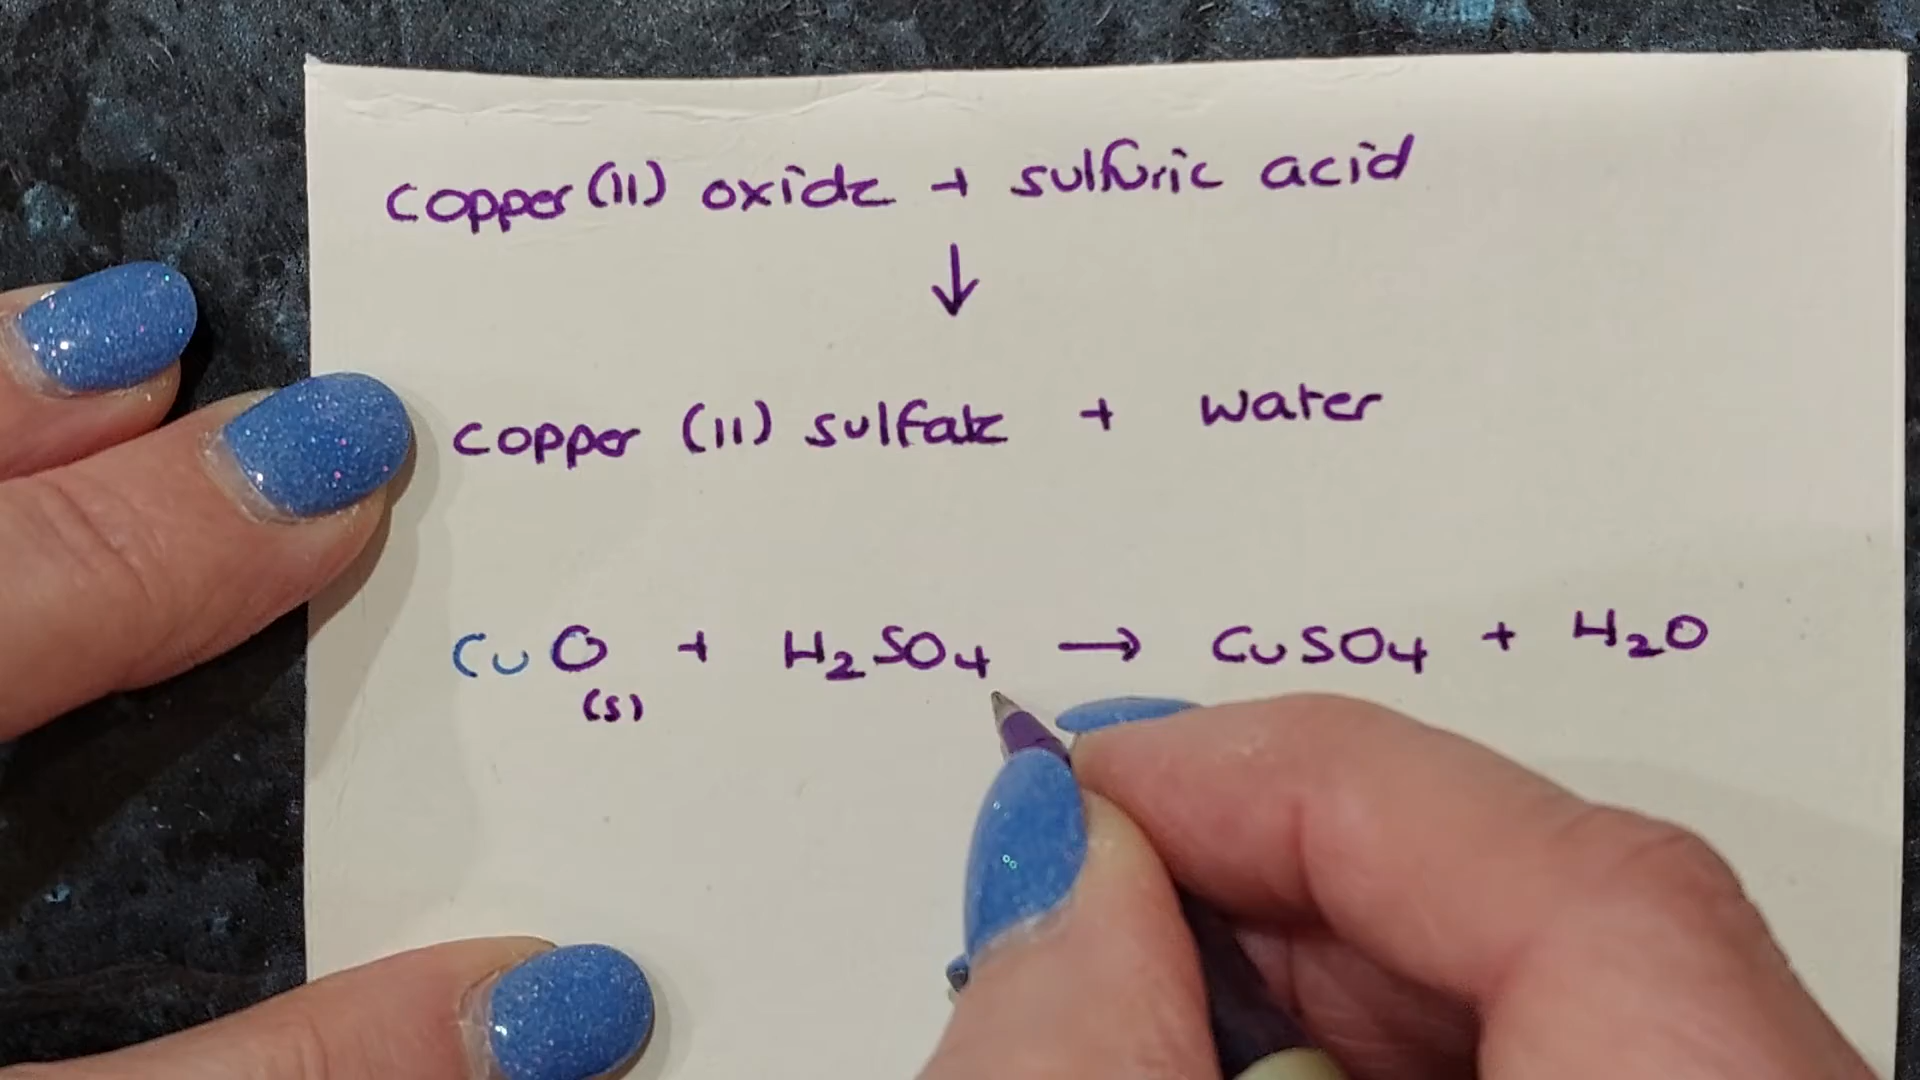 copper (II) oxide + sulfuric acid
↓
copper (II) sulfate + water
CuO + H₂SO₄ → CuSO₄ + H₂O
(s)